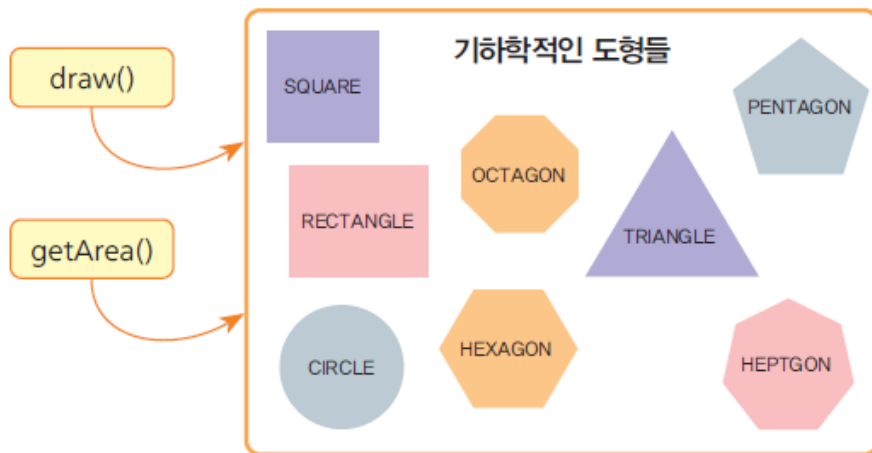 draw()
getArea()
기하학적인 도형들
SQUARE
PENTAGON
OCTAGON
RECTANGLE
TRIANGLE
CIRCLE
HEXAGON
HEPTGON